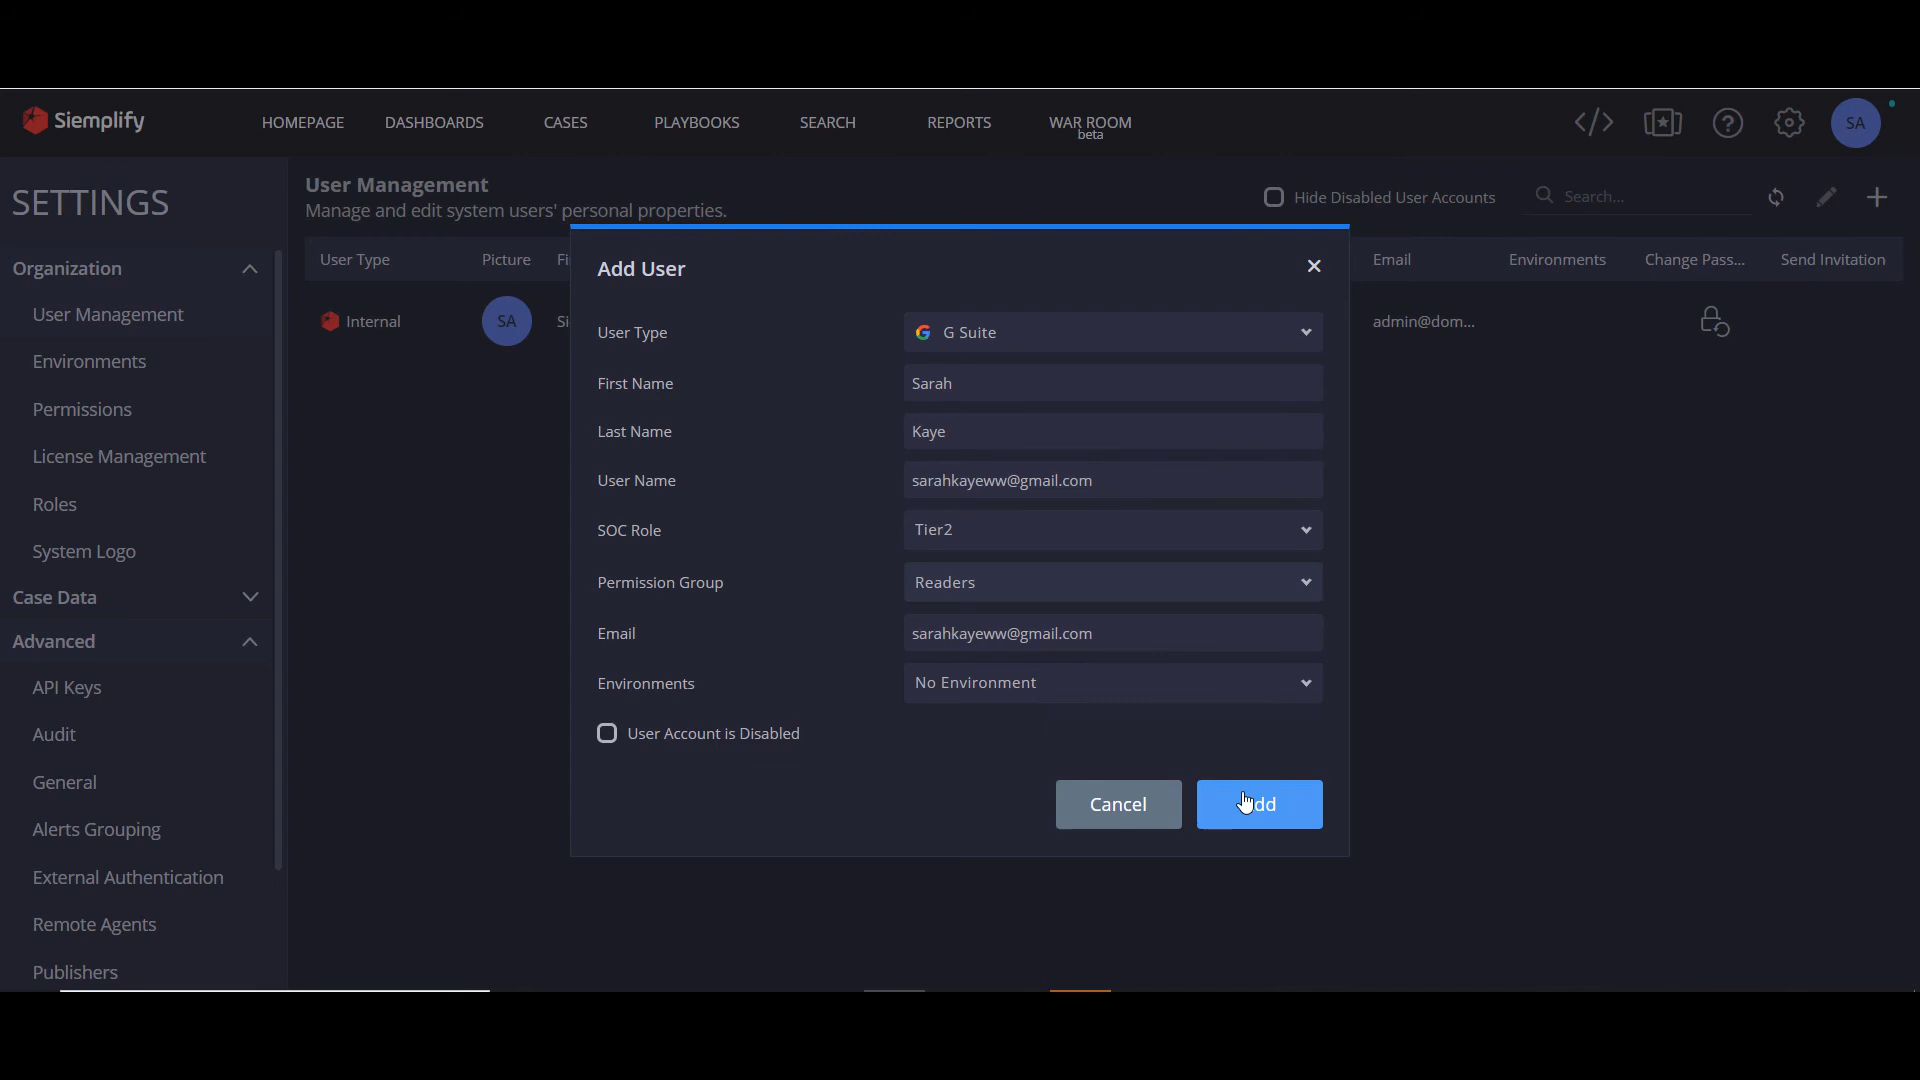 Siemplify
HOMEPAGE
DASHBOARDS
CASES
PLAYBOOKS
SEARCH
REPORTS
WAR ROOM
beta
SA
SETTINGS
Organization
User Management
Environments
Permissions
License Management
Roles
System Logo
Case Data
Advanced
API Keys
Audit
General
Alerts Grouping
External Authentication
Remote Agents
Publishers
User Management
Manage and edit system users' personal properties.
Hide Disabled User Accounts
Search...
User Type
Picture
Fi
Email
Environments
Change Pass...
Send Invitation
Internal
SA
Si
admin@dom...
Add User
User Type
G Suite
First Name
Sarah
Last Name
Kaye
User Name
sarahkayeww@gmail.com
SOC Role
Tier2
Permission Group
Readers
Email
sarahkayeww@gmail.com
Environments
No Environment
User Account is Disabled
Cancel